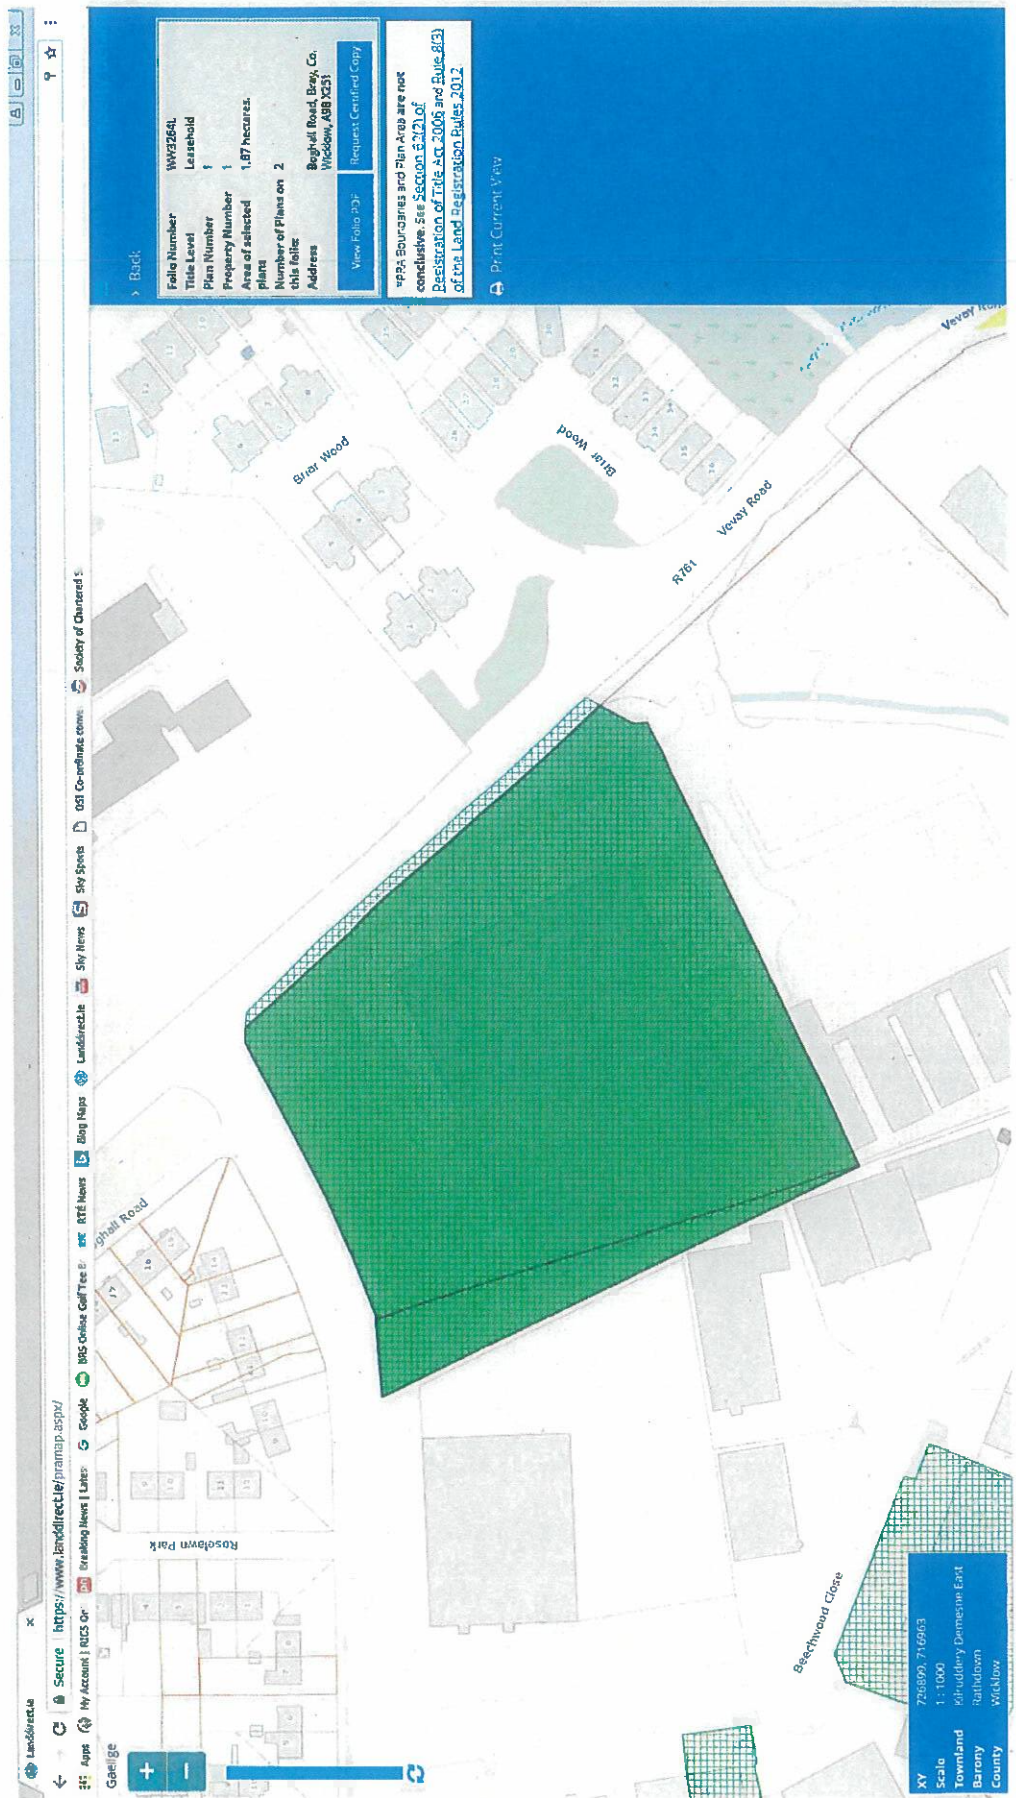 Landdirect.ie
Secure https://www.landdirect.ie/pramap.aspx/
Apps My Account | RICS On Breaking News | Lates Google BRS Online Golf Tee B RTÉ News Bing Maps Landdirect.ie Sky News Sky Sports OSI Co-ordinate conve Society of Chartered S
Gaeilge
+
−
Back
Folio Number WW3264L
Title Level Leasehold
Plan Number 1
Property Number 1
Area of selected 1.87 hectares.
plans
Number of Plans on 2
this folio:
Address Boghall Road, Bray, Co.
Wicklow, A98 X251
View Folio PDF Request Certified Copy
*PRA Boundaries and Plan Area are not
conclusive. See Section 62(2) of
Registration of Title Act 2006 and Rule 8(3)
of the Land Registration Rules 2012
Print Current View
ghall Road
17
16
Roselawn Park
Briar Wood
Briar Wood
R761
Vevay Road
Vevay
Beechwood Close
XY 726899, 716963
Scale 1 : 1000
Townland Kilruddery Demesne East
Barony Rathdown
County Wicklow